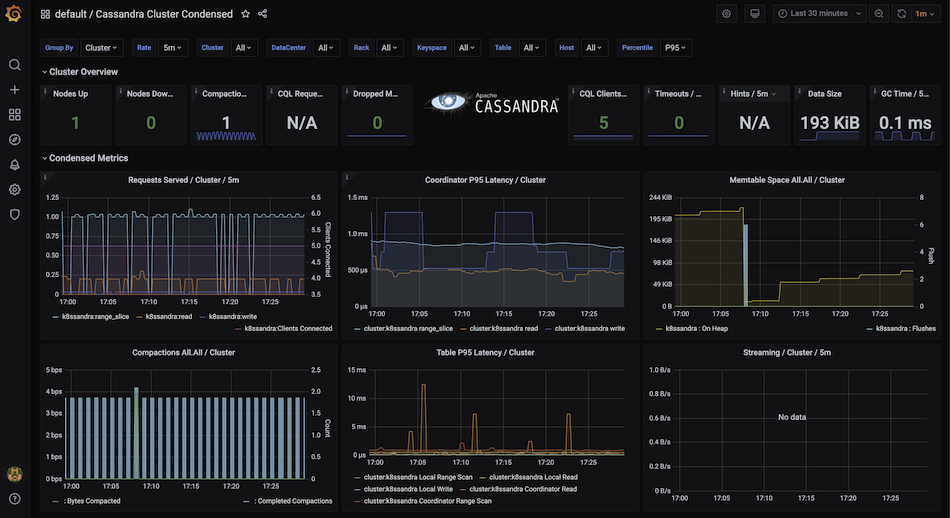 default / Cassandra Cluster Condensed
Last 30 minutes
1m
Group By Cluster Rate 5m Cluster All DataCenter All Rack All Keyspace All Table All Host All Percentile P95
Cluster Overview
Nodes Up
1
Nodes Dow...
0
Compactio...
1
CQL Reque...
N/A
Dropped M...
0
Apache
CASSANDRA
CQL Clients...
5
Timeouts / ...
0
Hints / 5m
N/A
Data Size
193 KiB
GC Time / 5...
0.1 ms
Condensed Metrics
Requests Served / Cluster / 5m
1.25
1.00
0.75
0.50
0.25
0
6.5
6.0
5.5
5.0
4.5
4.0
3.5
Clients Connected
17:00 17:05 17:10 17:15 17:20 17:25
k8ssandra:range_slice k8ssandra:read k8ssandra:write
k8ssandra:Clients Connected
Coordinator P95 Latency / Cluster
1.5 ms
1.0 ms
500 µs
0 µs
17:00 17:05 17:10 17:15 17:20 17:25
cluster:k8ssandra range_slice cluster:k8ssandra read cluster:k8ssandra write
Memtable Space All.All / Cluster
244 KiB
195 KiB
146 KiB
98 KiB
49 KiB
0 B
8
6
4
2
0
Flush
17:00 17:05 17:10 17:15 17:20 17:25
k8ssandra : On Heap
k8ssandra : Flushes
Compactions All.All / Cluster
5 bps
4 bps
3 bps
2 bps
1 bps
0 bps
2.5
2.0
1.5
1.0
0.5
0
Count
17:00 17:05 17:10 17:15 17:20 17:25
: Bytes Compacted
: Completed Compactions
Table P95 Latency / Cluster
15 ms
10 ms
5 ms
0 µs
17:00 17:05 17:10 17:15 17:20 17:25
cluster:k8ssandra Local Range Scan cluster:k8ssandra Local Read
cluster:k8ssandra Local Write cluster:k8ssandra Coordinator Read
cluster:k8ssandra Coordinator Range Scan
Streaming / Cluster / 5m
1.0 B/s
0.8 B/s
0.6 B/s
0.4 B/s
0.2 B/s
0 B/s
No data
17:00 17:05 17:10 17:15 17:20 17:25